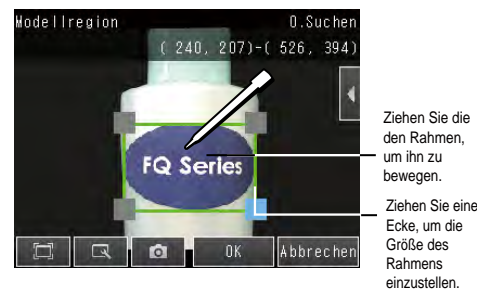 Modellregion
0.Suchen
( 240, 207)-( 526, 394)
FQ Series
OK
Abbrechen
Ziehen Sie die
den Rahmen,
um ihn zu
bewegen.
Ziehen Sie eine
Ecke, um die
Größe des
Rahmens
einzustellen.